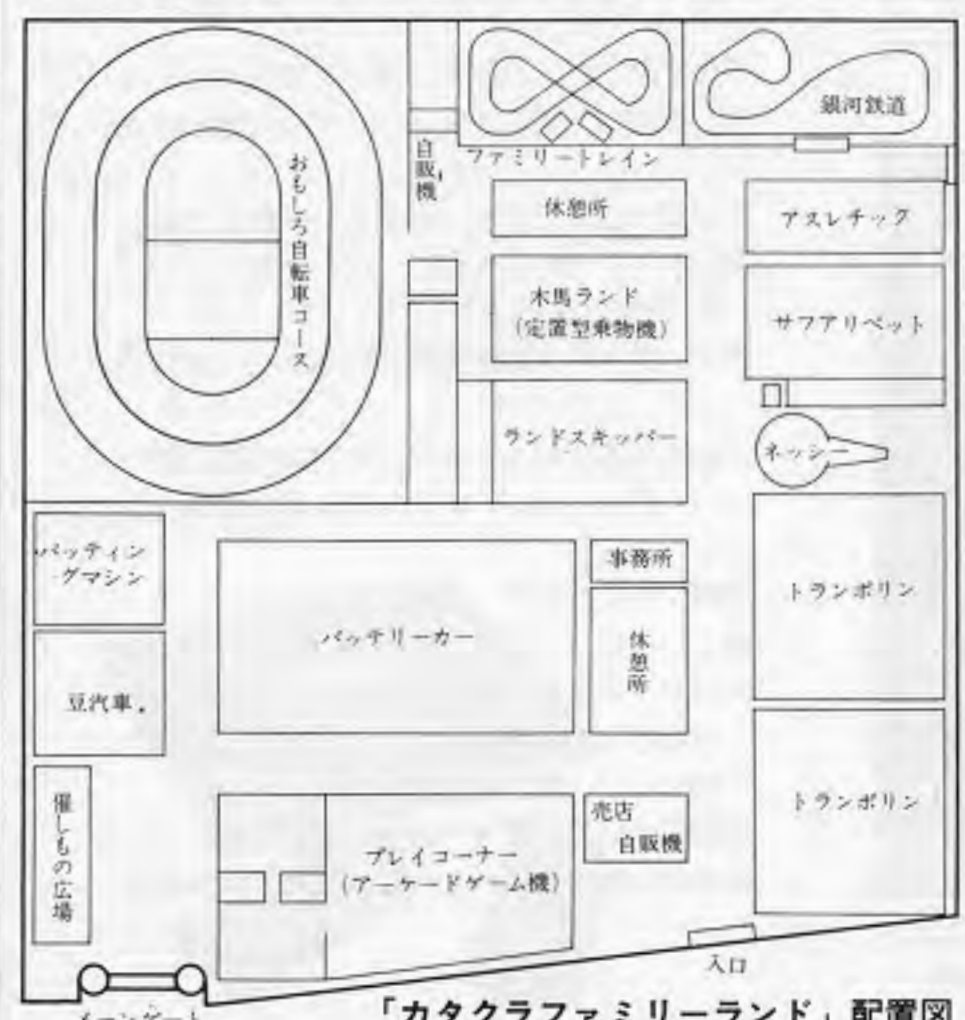 銀河鉄道
ファミリートレイン
自販機
おもしろ自転車コース
休憩所
アスレチック
木馬ランド
（定置型乗物機）
サファリペット
ランドスキッパー
ネッシー
バッティン
グマシン
事務所
トランポリン
バッテリーカー
休憩所
豆汽車
催しもの広場
売店
自販機
トランポリン
プレイコーナー
（アーケードゲーム機）
入口
メーンゲート
「カタクラファミリーランド」配置図